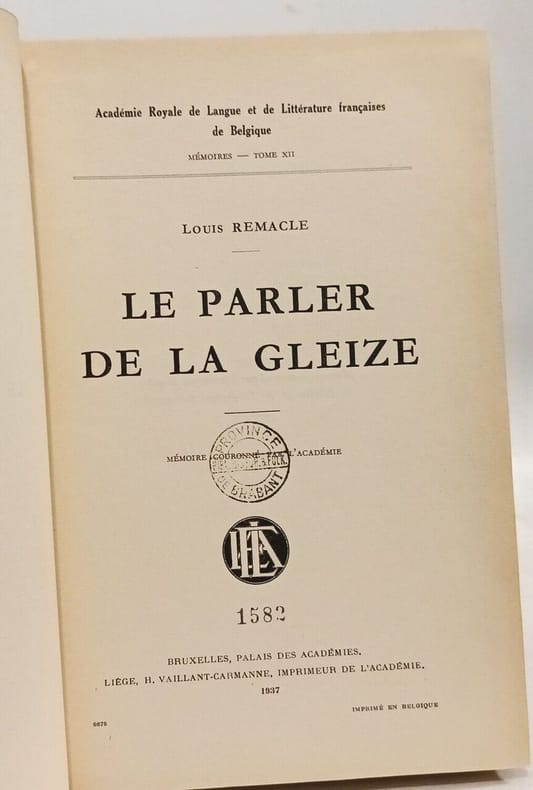 Académie Royale de Langue et de Littérature françaises
de Belgique
MÉMOIRES — TOME XII
LOUIS REMACLE
LE PARLER
DE LA GLEIZE
MÉMOIRE COURONNÉ PAR L'ACADÉMIE
PROVINCE
FOLK.
DE BRABANT
1582
BRUXELLES, PALAIS DES ACADÉMIES.
LIÈGE, H. VAILLANT-CARMANNE, IMPRIMEUR DE L'ACADÉMIE.
1937
IMPRIMÉ EN BELGIQUE